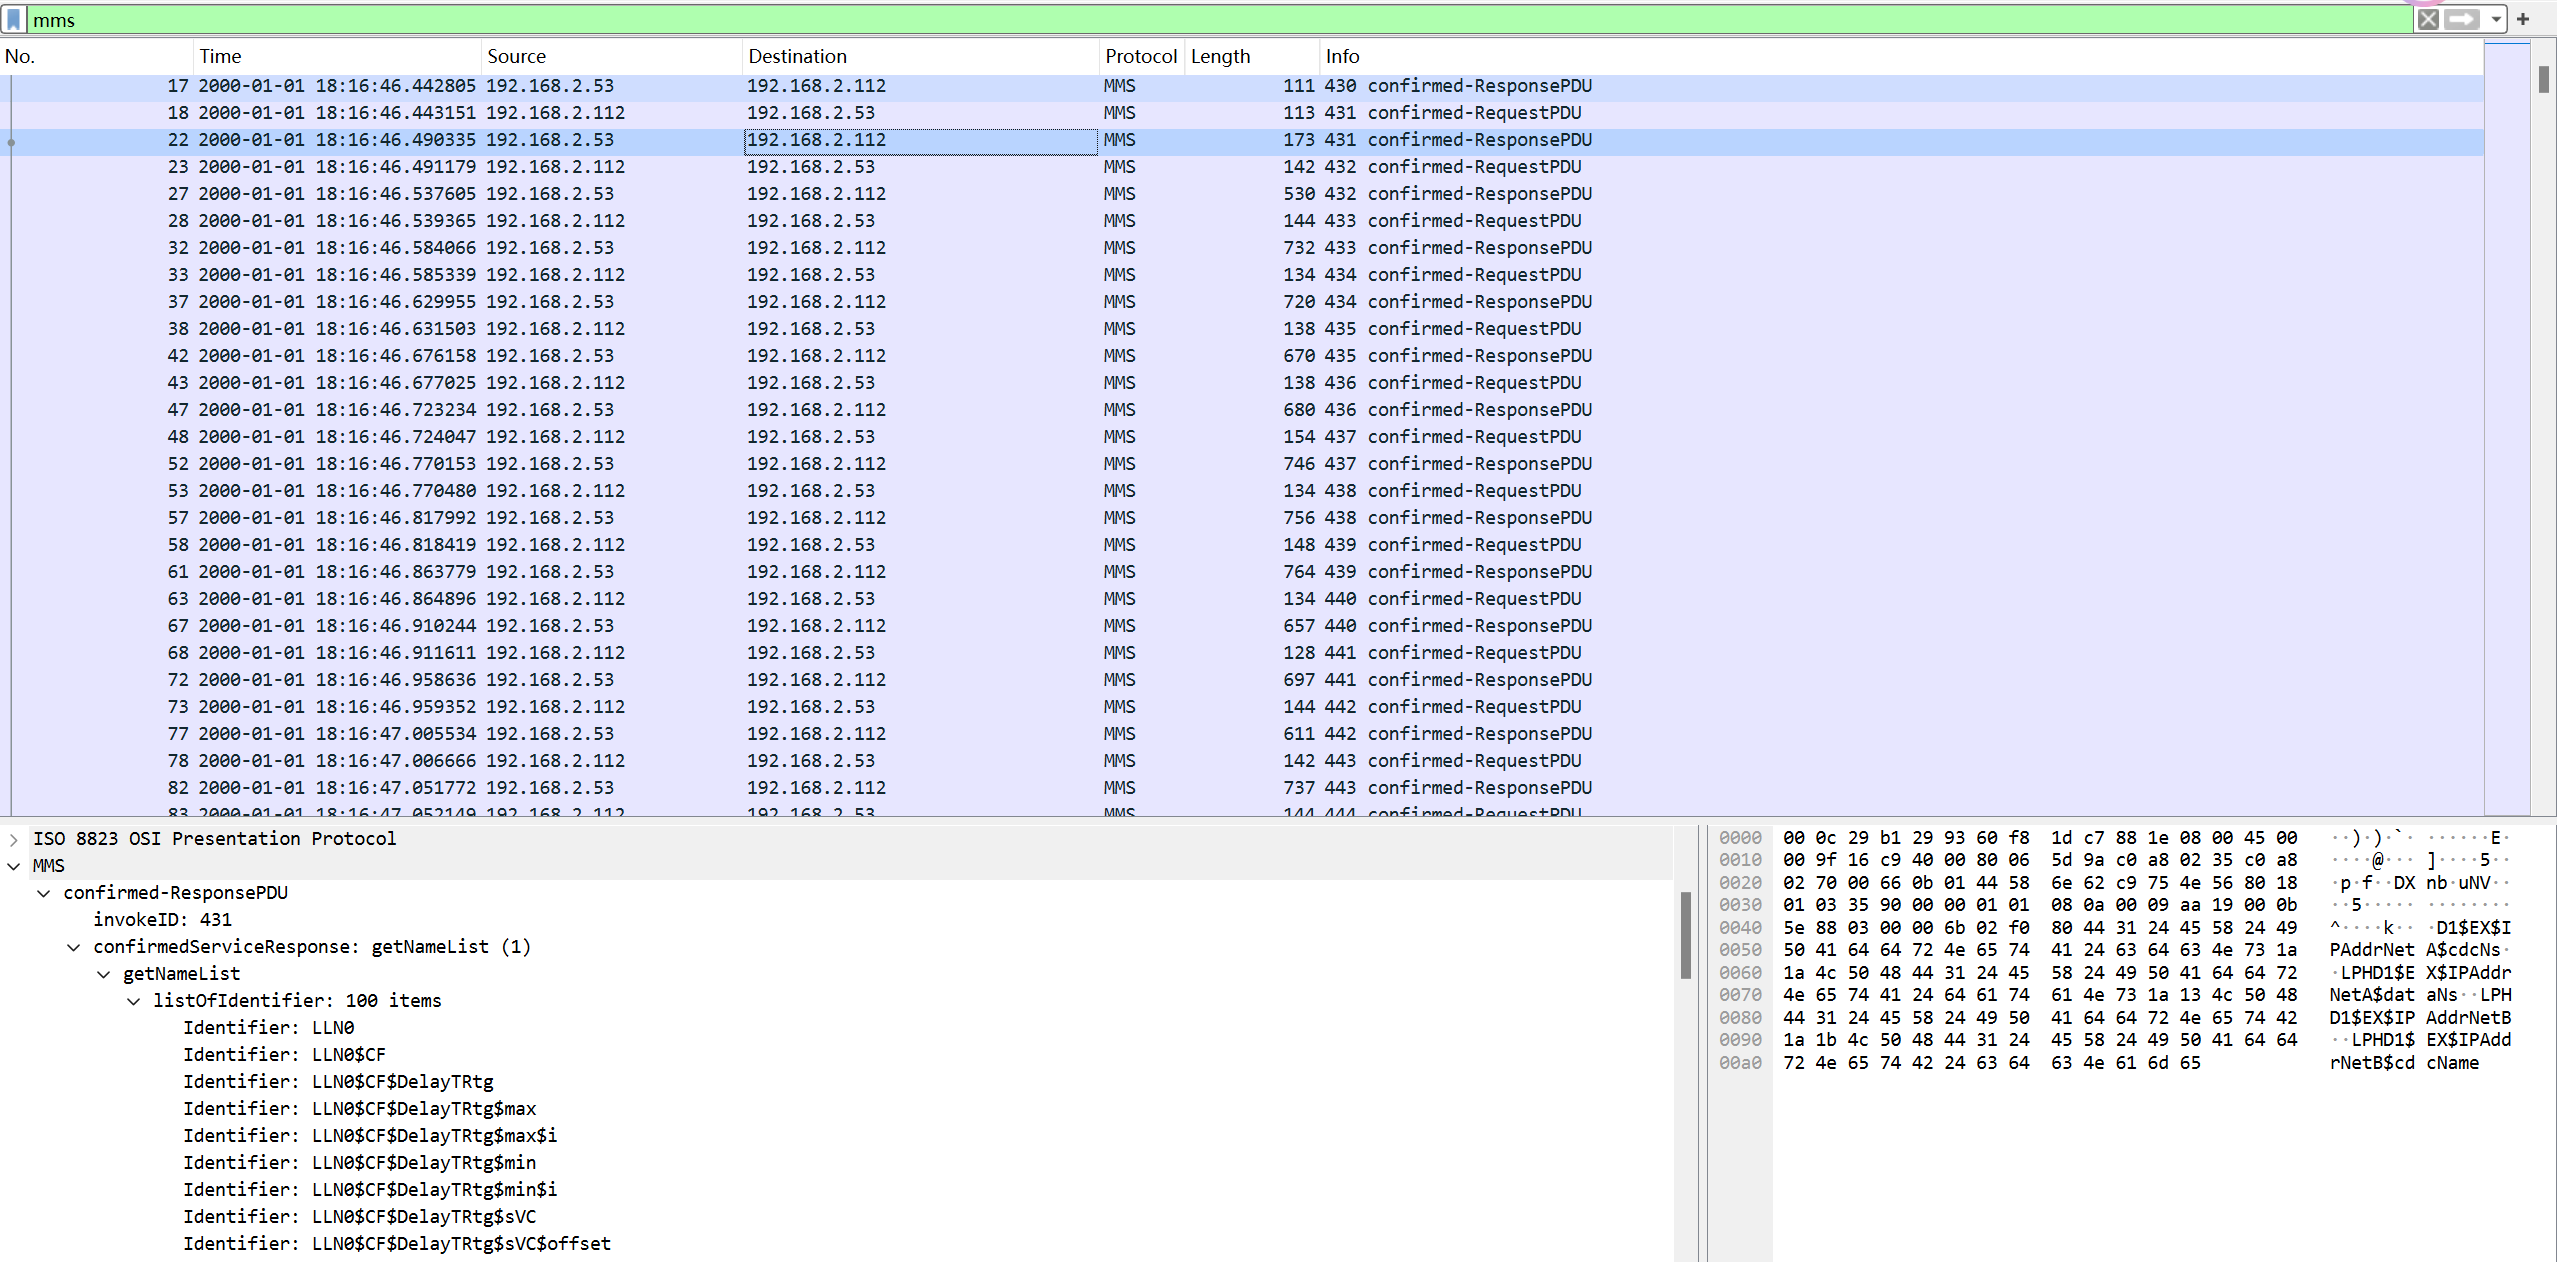 mms
No. Time Source Destination Protocol Length Info
17 2000-01-01 18:16:46.442805 192.168.2.53 192.168.2.112 MMS 111 430 confirmed-ResponsePDU
18 2000-01-01 18:16:46.443151 192.168.2.112 192.168.2.53 MMS 113 431 confirmed-RequestPDU
22 2000-01-01 18:16:46.490335 192.168.2.53 192.168.2.112 MMS 173 431 confirmed-ResponsePDU
23 2000-01-01 18:16:46.491179 192.168.2.112 192.168.2.53 MMS 142 432 confirmed-RequestPDU
27 2000-01-01 18:16:46.537605 192.168.2.53 192.168.2.112 MMS 530 432 confirmed-ResponsePDU
28 2000-01-01 18:16:46.539365 192.168.2.112 192.168.2.53 MMS 144 433 confirmed-RequestPDU
32 2000-01-01 18:16:46.584066 192.168.2.53 192.168.2.112 MMS 732 433 confirmed-ResponsePDU
33 2000-01-01 18:16:46.585339 192.168.2.112 192.168.2.53 MMS 134 434 confirmed-RequestPDU
37 2000-01-01 18:16:46.629955 192.168.2.53 192.168.2.112 MMS 720 434 confirmed-ResponsePDU
38 2000-01-01 18:16:46.631503 192.168.2.112 192.168.2.53 MMS 138 435 confirmed-RequestPDU
42 2000-01-01 18:16:46.676158 192.168.2.53 192.168.2.112 MMS 670 435 confirmed-ResponsePDU
43 2000-01-01 18:16:46.677025 192.168.2.112 192.168.2.53 MMS 138 436 confirmed-RequestPDU
47 2000-01-01 18:16:46.723234 192.168.2.53 192.168.2.112 MMS 680 436 confirmed-ResponsePDU
48 2000-01-01 18:16:46.724047 192.168.2.112 192.168.2.53 MMS 154 437 confirmed-RequestPDU
52 2000-01-01 18:16:46.770153 192.168.2.53 192.168.2.112 MMS 746 437 confirmed-ResponsePDU
53 2000-01-01 18:16:46.770480 192.168.2.112 192.168.2.53 MMS 134 438 confirmed-RequestPDU
57 2000-01-01 18:16:46.817992 192.168.2.53 192.168.2.112 MMS 756 438 confirmed-ResponsePDU
58 2000-01-01 18:16:46.818419 192.168.2.112 192.168.2.53 MMS 148 439 confirmed-RequestPDU
61 2000-01-01 18:16:46.863779 192.168.2.53 192.168.2.112 MMS 764 439 confirmed-ResponsePDU
63 2000-01-01 18:16:46.864896 192.168.2.112 192.168.2.53 MMS 134 440 confirmed-RequestPDU
67 2000-01-01 18:16:46.910244 192.168.2.53 192.168.2.112 MMS 657 440 confirmed-ResponsePDU
68 2000-01-01 18:16:46.911611 192.168.2.112 192.168.2.53 MMS 128 441 confirmed-RequestPDU
72 2000-01-01 18:16:46.958636 192.168.2.53 192.168.2.112 MMS 697 441 confirmed-ResponsePDU
73 2000-01-01 18:16:46.959352 192.168.2.112 192.168.2.53 MMS 144 442 confirmed-RequestPDU
77 2000-01-01 18:16:47.005534 192.168.2.53 192.168.2.112 MMS 611 442 confirmed-ResponsePDU
78 2000-01-01 18:16:47.006666 192.168.2.112 192.168.2.53 MMS 142 443 confirmed-RequestPDU
82 2000-01-01 18:16:47.051772 192.168.2.53 192.168.2.112 MMS 737 443 confirmed-ResponsePDU
83 2000-01-01 18:16:47.052149 192.168.2.112 192.168.2.53 MMS 144 444 confirmed-RequestPDU
ISO 8823 OSI Presentation Protocol
MMS
confirmed-ResponsePDU
invokeID: 431
confirmedServiceResponse: getNameList (1)
getNameList
listOfIdentifier: 100 items
Identifier: LLN0
Identifier: LLN0$CF
Identifier: LLN0$CF$DelayTRtg
Identifier: LLN0$CF$DelayTRtg$max
Identifier: LLN0$CF$DelayTRtg$max$i
Identifier: LLN0$CF$DelayTRtg$min
Identifier: LLN0$CF$DelayTRtg$min$i
Identifier: LLN0$CF$DelayTRtg$sVC
Identifier: LLN0$CF$DelayTRtg$sVC$offset
0000 00 0c 29 b1 29 93 60 f8 1d c7 88 1e 08 00 45 00 ··)·)·`· ······E·
0010 00 9f 16 c9 40 00 80 06 5d 9a c0 a8 02 35 c0 a8 ····@··· ]····5··
0020 02 70 00 66 0b 01 44 58 6e 62 c9 75 4e 56 80 18 ·p·f··DX nb·uNV··
0030 01 03 35 90 00 00 01 01 08 0a 00 09 aa 19 00 0b ··5····· ········
0040 5e 88 03 00 00 6b 02 f0 80 44 31 24 45 58 24 49 ^····k·· ·D1$EX$I
0050 50 41 64 64 72 4e 65 74 41 24 63 64 63 4e 73 1a PAddrNet A$cdcNs·
0060 1a 4c 50 48 44 31 24 45 58 24 49 50 41 64 64 72 ·LPHD1$E X$IPAddr
0070 4e 65 74 41 24 64 61 74 61 4e 73 1a 13 4c 50 48 NetA$dat aNs··LPH
0080 44 31 24 45 58 24 49 50 41 64 64 72 4e 65 74 42 D1$EX$IP AddrNetB
0090 1a 1b 4c 50 48 44 31 24 45 58 24 49 50 41 64 64 ··LPHD1$ EX$IPAdd
00a0 72 4e 65 74 42 24 63 64 63 4e 61 6d 65 rNetB$cd cName